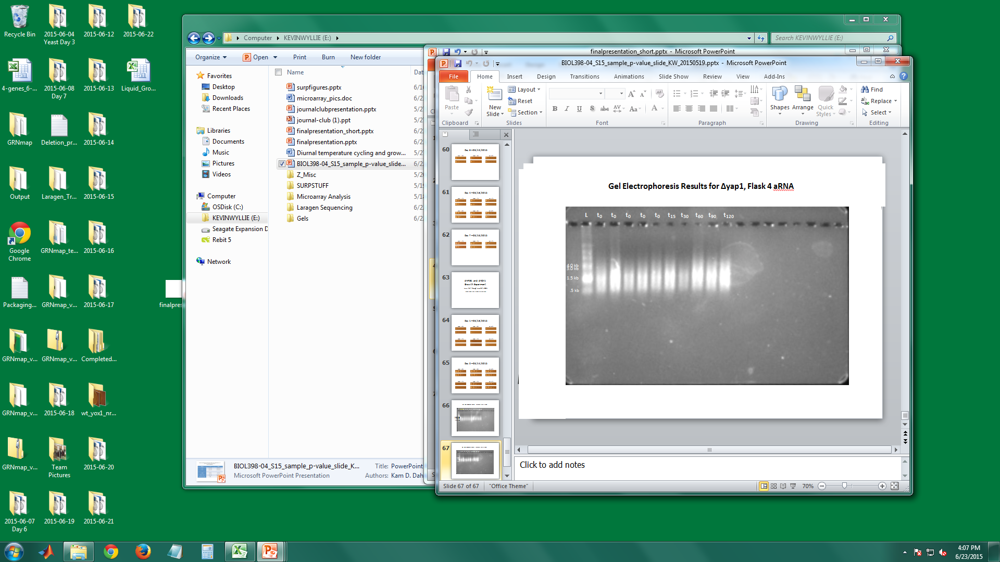 Recycle Bin
2015-06-04 Yeast Day 3
2015-06-12
2015-06-22
4-genes_6-...
2015-06-08 Day 7
2015-06-13
Liquid_Gro...
GRNmap
Deletion_pr...
2015-06-14
Output
Laragen_Tr...
2015-06-15
Google Chrome
GRNmap_te...
2015-06-16
Packaging...
GRNmap_v...
2015-06-17
finalpres
GRNmap_v...
GRNmap_v...
Completed...
GRNmap_v...
2015-06-18
wt_yox1_nr...
GRNmap_v...
Team Pictures
2015-06-20
2015-06-07 Day 6
2015-06-19
2015-06-21
Computer
KEVINWYLLIE (E:)
Search KEVINWYLLIE (E:)
Organize
Open
Print
Burn
New folder
Favorites
Desktop
Downloads
Recent Places
Libraries
Documents
Music
Pictures
Videos
Computer
OSDisk (C:)
KEVINWYLLIE (E:)
Seagate Expansion D
Rebit 5
Network
Name
Dat
surpfigures.pptx 6/16
microarray_pics.doc 6/2
journalclubpresentation.pptx 5/27
journal-club (1).ppt 5/27
finalpresentation_short.pptx 6/2
finalpresentation.pptx 6/2
Diurnal temperature cycling and grow... 5/27
BIOL398-04_S15_sample_p-value_slide... 6/2
Z_Misc 5/20
SURPSTUFF 5/19
Microarray Analysis 5/18
Laragen Sequencing 6/2
Gels 6/2
BIOL398-04_S15_sample_p-value_slide_K...
Microsoft PowerPoint Presentation
Title: PowerPoint
Authors: Kam D. Dah
finalpresentation_short.pptx - Microsoft PowerPoint
BIOL398-04_S15_sample_p-value_slide_KW_20150519.pptx - Microsoft PowerPoint
File
Home
Insert
Design
Transitions
Animations
Slide Show
Review
View
Add-Ins
Paste
Clipboard
New Slide
Layout
Reset
Section
Slides
B I U S abc AV Aa A
Font
Paragraph
Shapes
Arrange
Quick Styles
Drawing
Find
Replace
Select
Editing
60
61
62
63
64
65
66
67
Gel Electrophoresis Results for Δyap1, Flask 4 aRNA
L t0 t0 t0 t0 t0 t15 t30 t60 t90 t120
4.0 kb
3.0 kb
1.5 kb
.5 kb
Click to add notes
Slide 67 of 67
"Office Theme"
70%
4:07 PM
6/23/2015